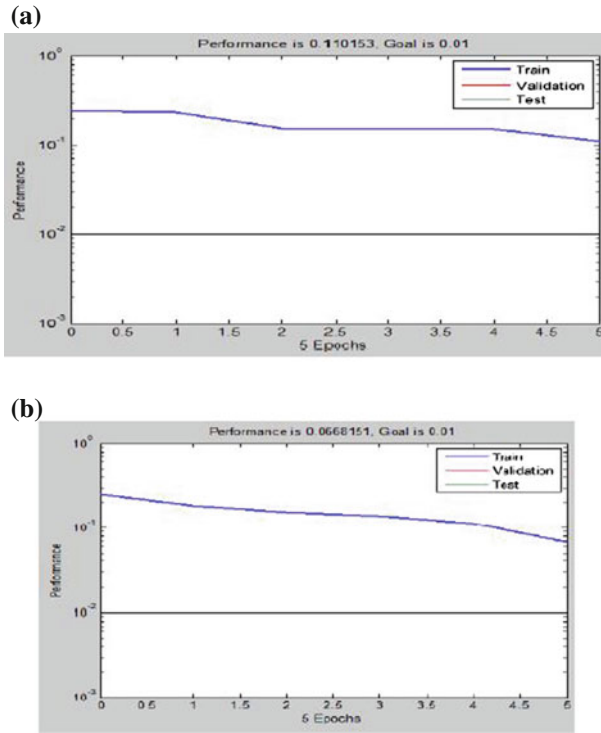 (a)
Performance is 0.110153, Goal is 0.01
Train
Validation
Test
Performance
10^0
10^-1
10^-2
10^-3
0 0.5 1 1.5 2 2.5 3 3.5 4 4.5 5
5 Epochs
(b)
Performance is 0.0668151, Goal is 0.01
Train
Validation
Test
Performance
10^0
10^-1
10^-2
10^-3
0 0.5 1 1.5 2 2.5 3 3.5 4 4.5 5
5 Epochs